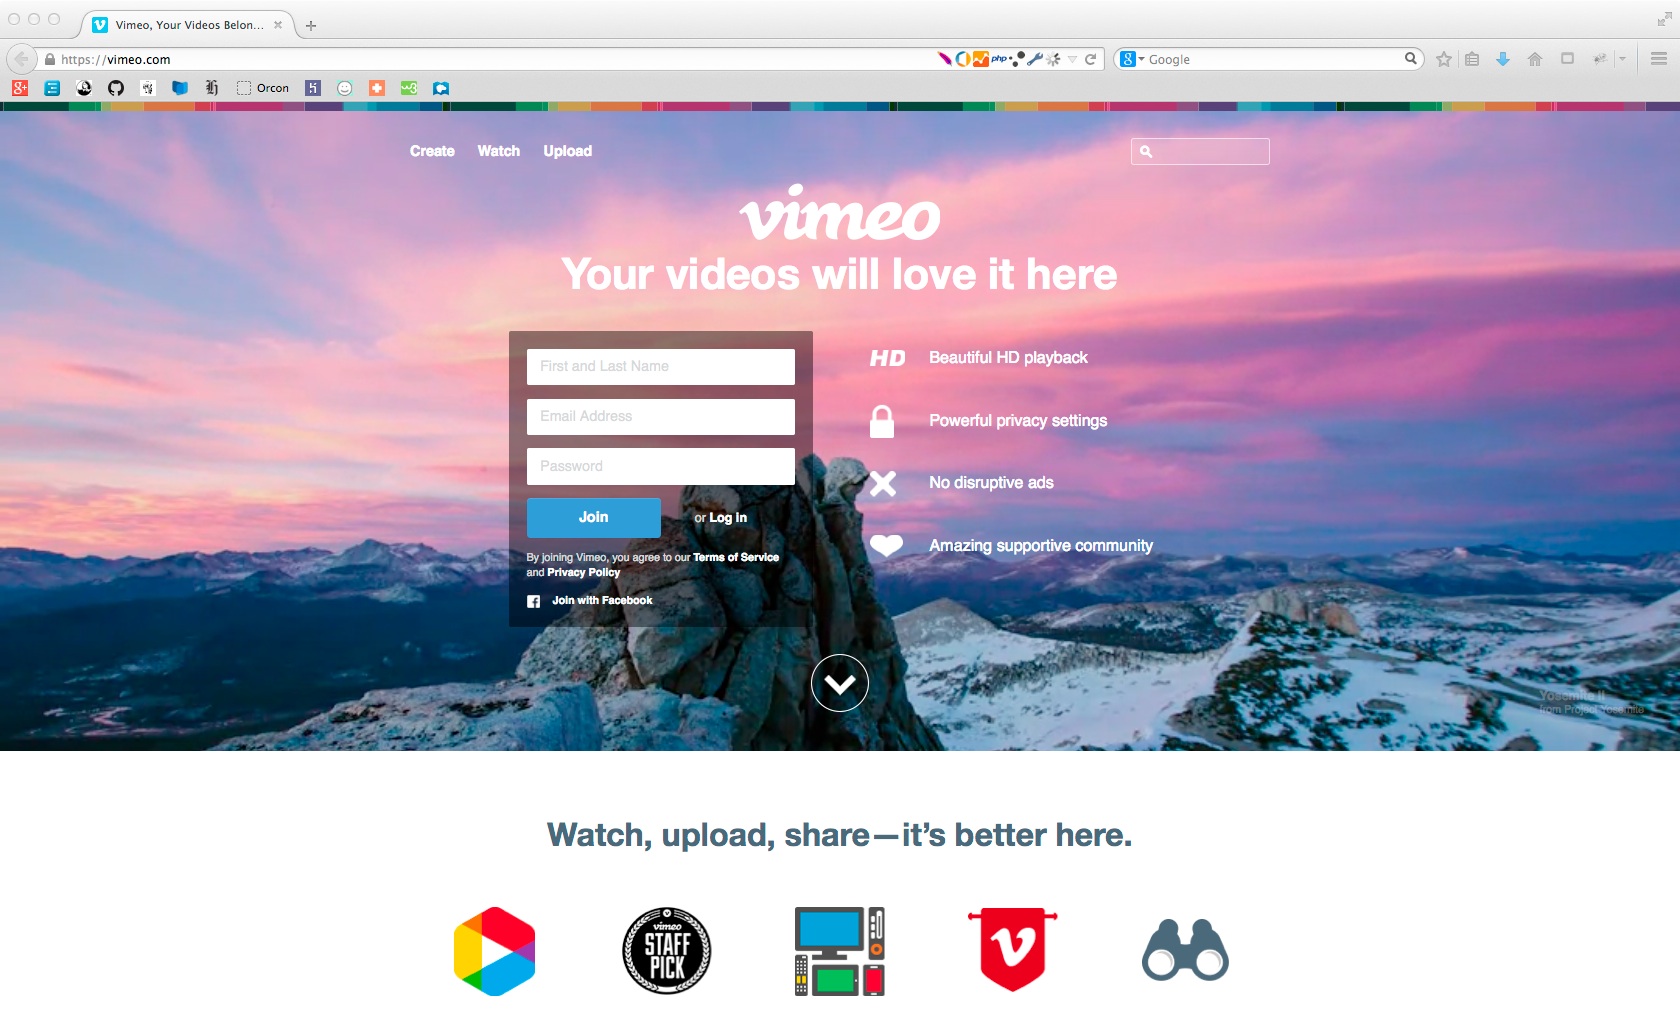 Vimeo, Your Videos Belon...
https://vimeo.com
php
Google
Orcon
Create Watch Upload
vimeo
Your videos will love it here
First and Last Name
Email Address
Password
Join or Log in
By joining Vimeo, you agree to our Terms of Service
and Privacy Policy
Join with Facebook
HD Beautiful HD playback
Powerful privacy settings
No disruptive ads
Amazing supportive community
Yosemite II
from Project Yosemite
Watch, upload, share—it's better here.
vimeo
STAFF
PICK